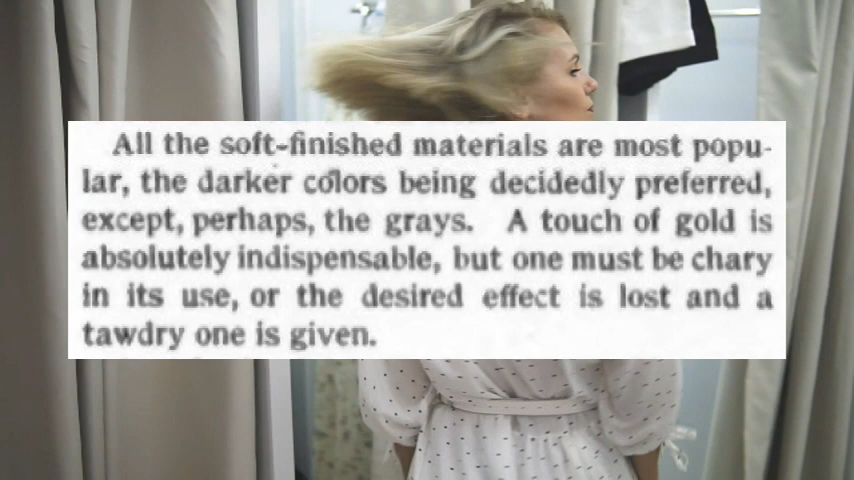 All the soft-finished materials are most popu-
lar, the darker colors being decidedly preferred,
except, perhaps, the grays. A touch of gold is
absolutely indispensable, but one must be chary
in its use, or the desired effect is lost and a
tawdry one is given.